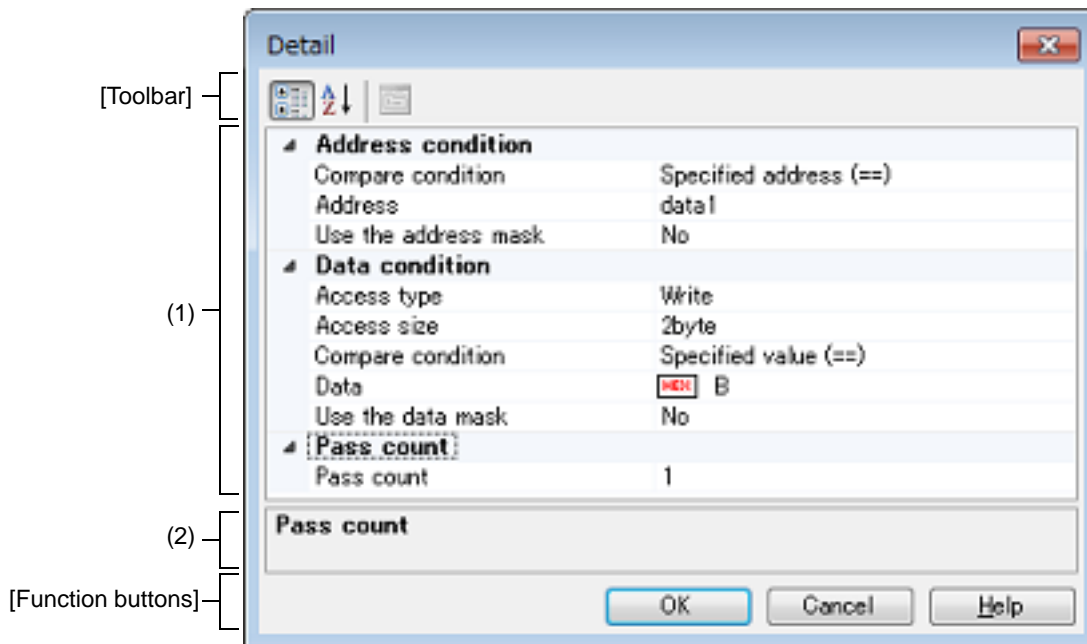 Detail
[Toolbar]
A
Z
Address condition
Compare condition Specified address (==)
Address data1
Use the address mask No
Data condition
(1)
Access type Write
Access size 2byte
Compare condition Specified value (==)
Data HEX B
Use the data mask No
Pass count
Pass count 1
(2)
Pass count
[Function buttons]
OK Cancel Help